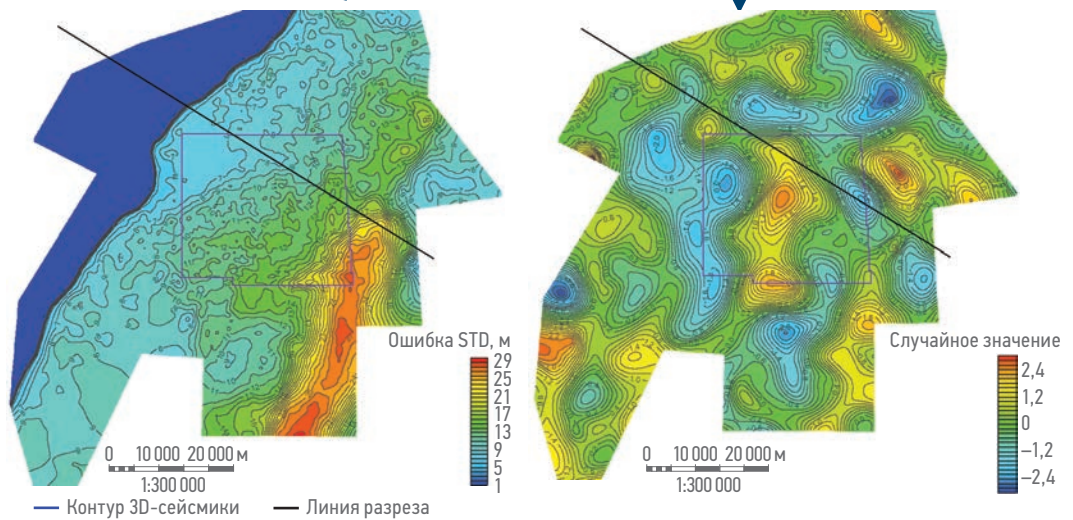 Ошибка STD, м
29
25
21
17
13
9
5
1
0 10 000 20 000 м
1:300 000
Контур 3D-сейсмики
Линия разреза
Случайное значение
2,4
1,2
0
–1,2
–2,4
0 10 000 20 000 м
1:300 000